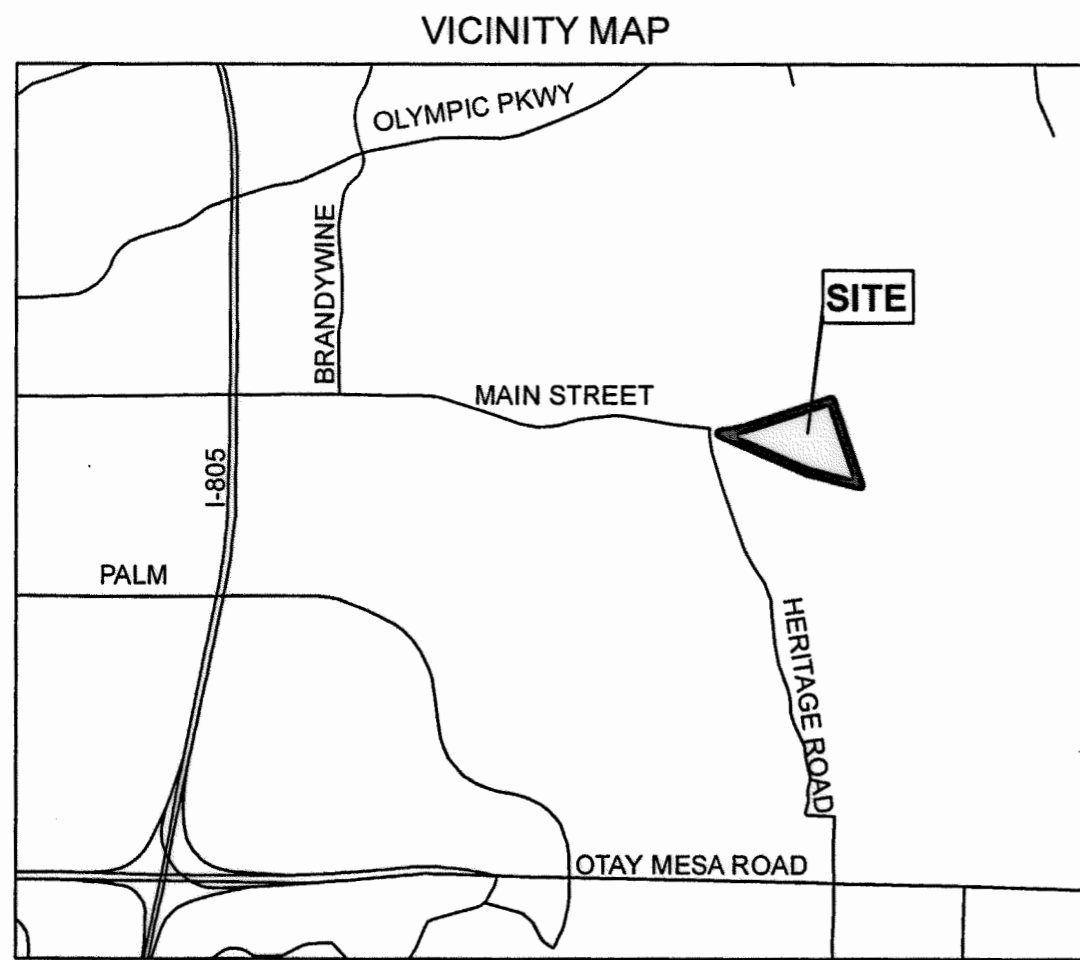 VICINITY MAP
OLYMPIC PKWY
BRANDYWINE
SITE
MAIN STREET
I-805
PALM
HERITAGE ROAD
OTAY MESA ROAD